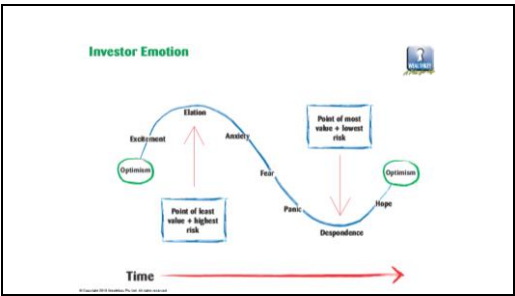 Investor Emotion
WEALTHKEY
Elation
Excitement
Anxiety
Point of most
value + lowest
risk
Optimism
Fear
Optimism
Point of least
value + highest
risk
Panic
Hope
Despondence
Time